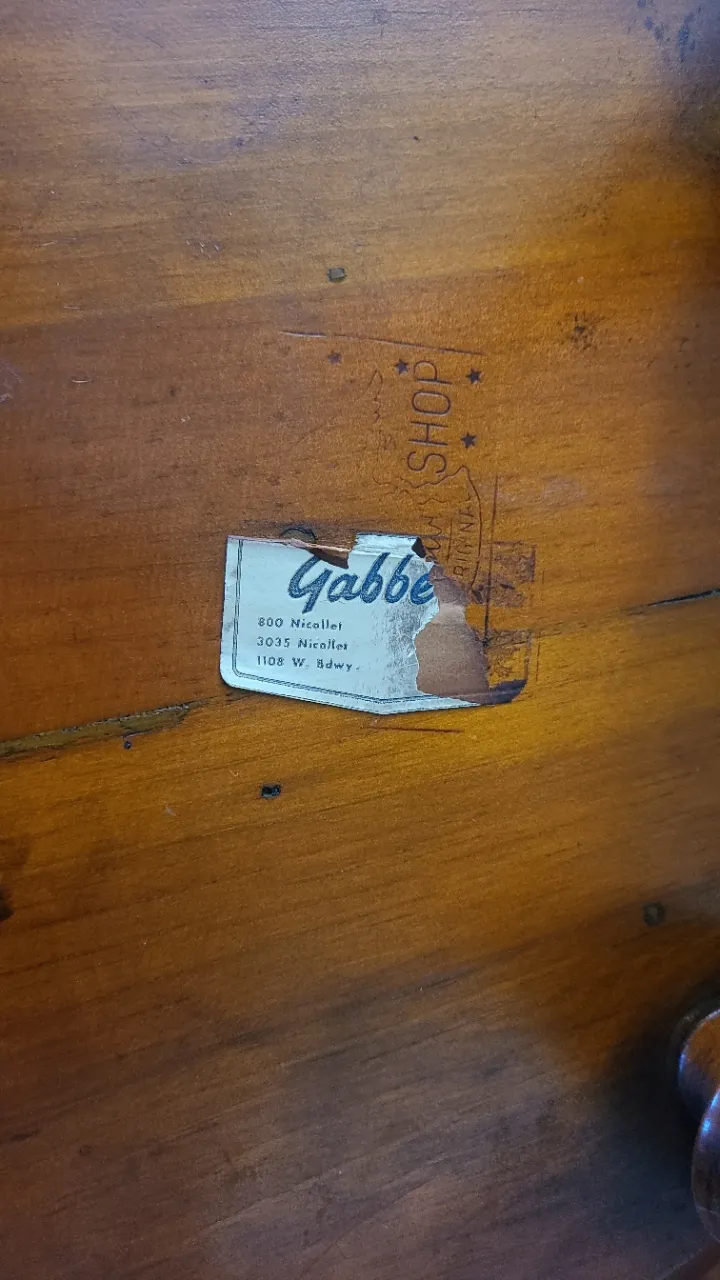 Gabbe
800 Nicollet
3035 Nicollet
1108 W. Bdwy.
SHOP